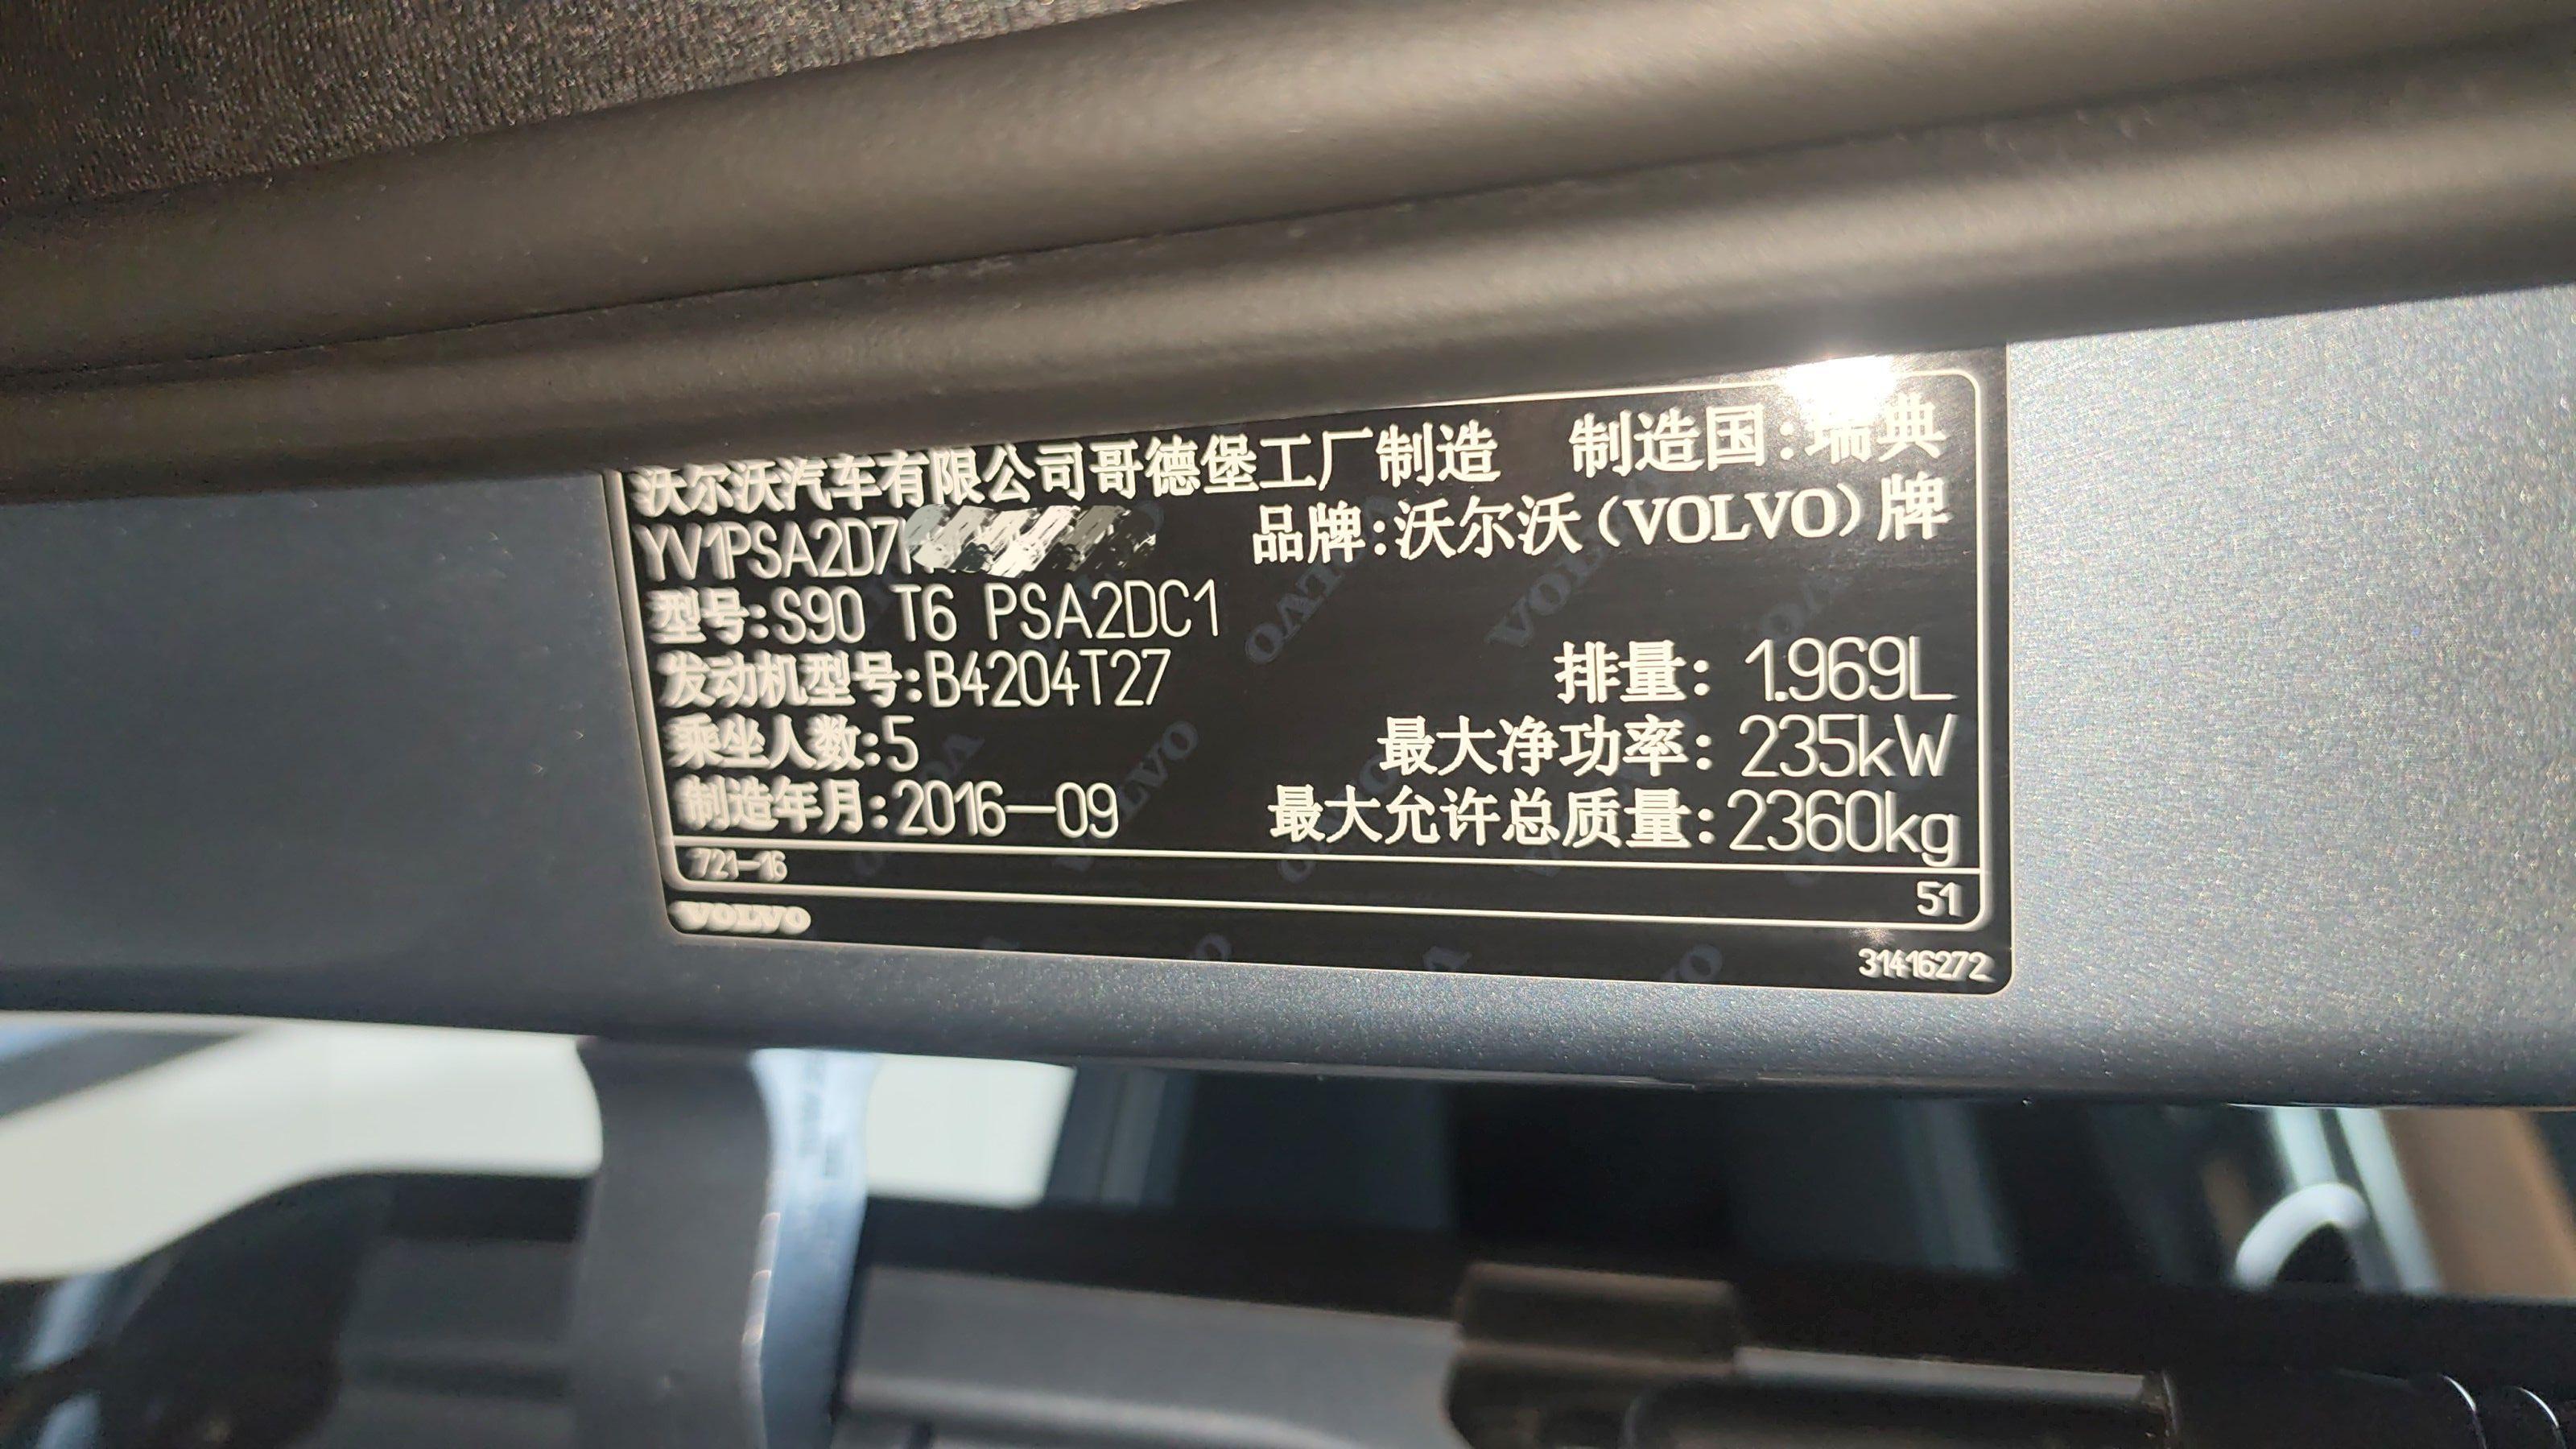 沃尔沃汽车有限公司哥德堡工厂制造 制造国:瑞典
YV1PSA2D7 品牌:沃尔沃(VOLVO)牌
型号:S90 T6 PSA2DC1
发动机型号:B4204T27 排量: 1.969L
乘坐人数:5 最大净功率: 235kW
制造年月:2016-09 最大允许总质量:2360kg
721-16
51
VOLVO
31416272